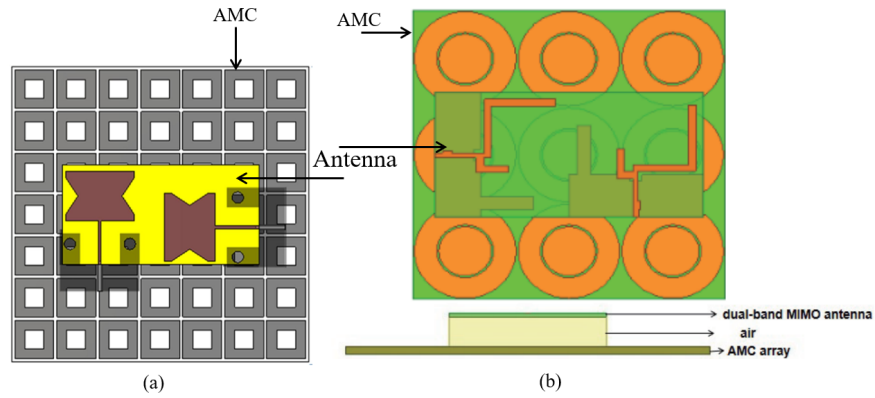 AMC
AMC
Antenna
dual-band MIMO antenna
air
AMC array
(a)
(b)